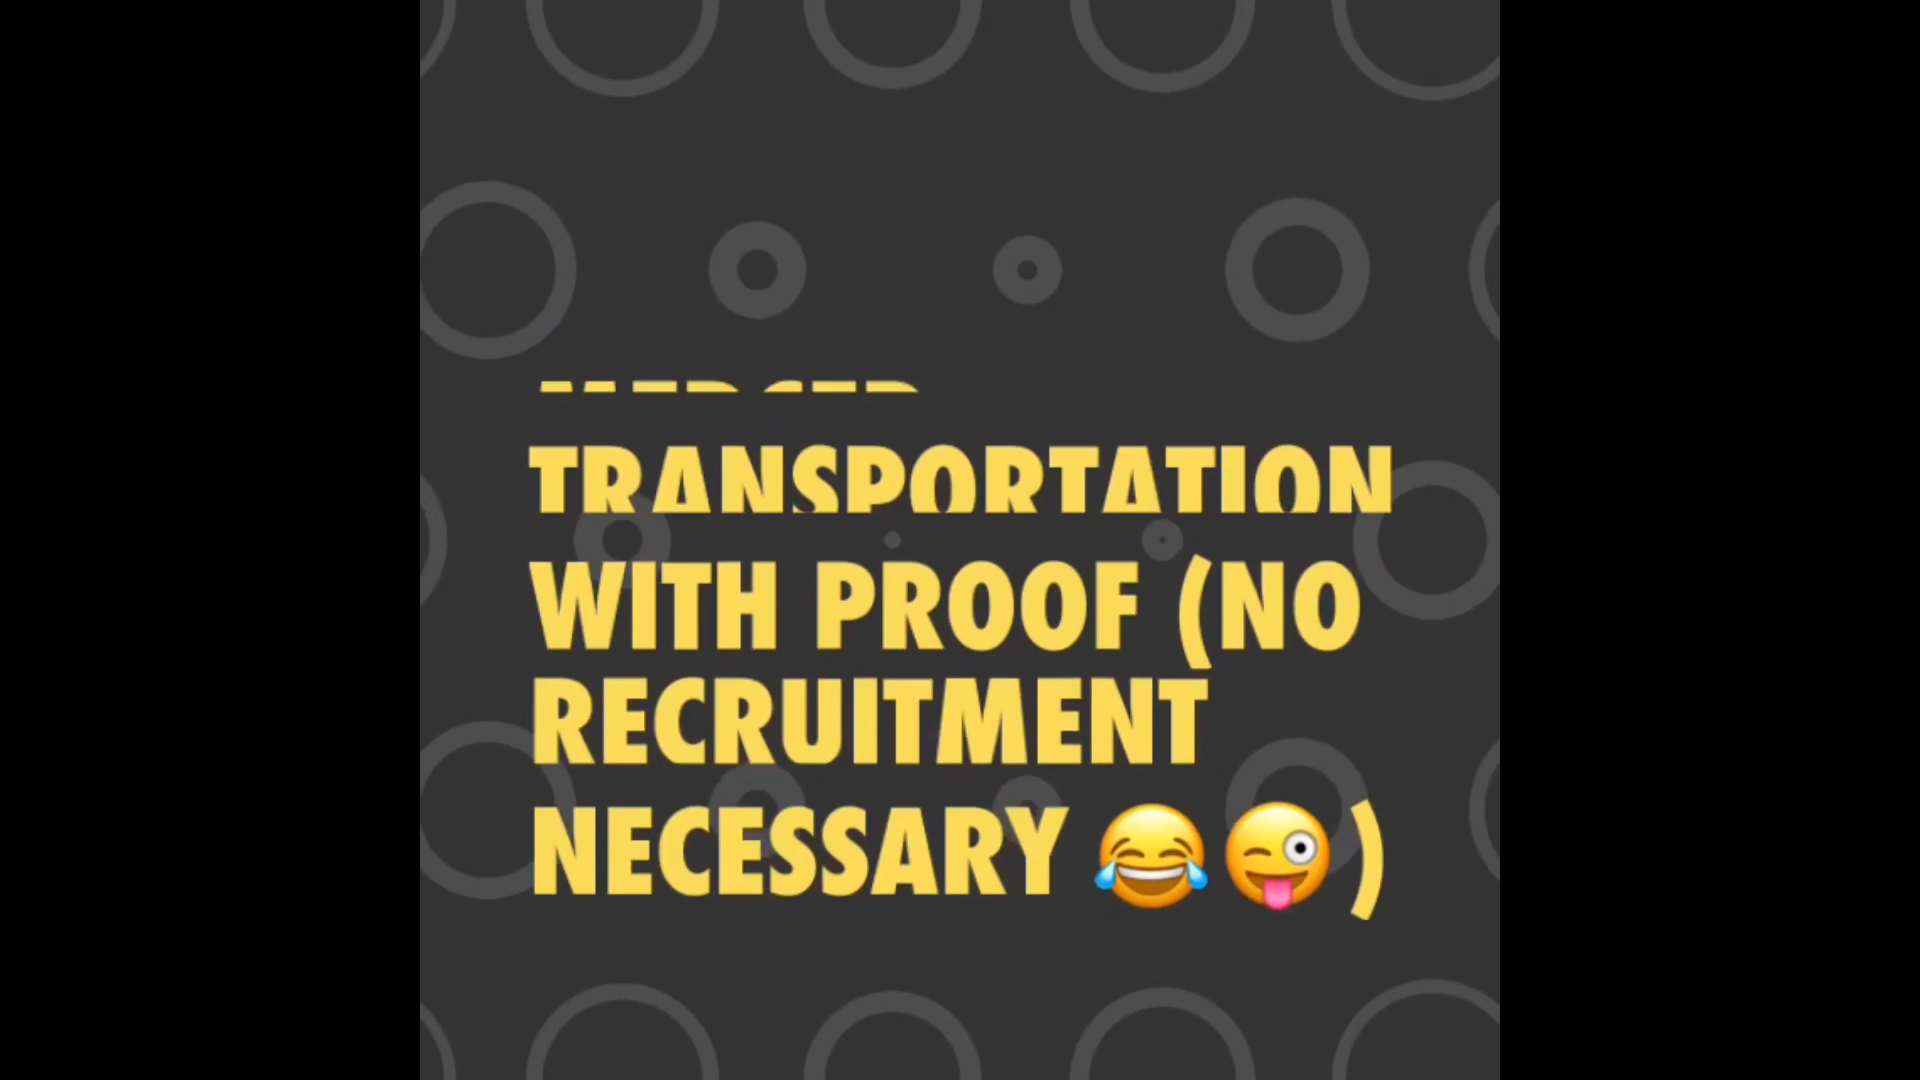 TRANSPORTATION
WITH PROOF (NO
RECRUITMENT
NECESSARY 😂😜)